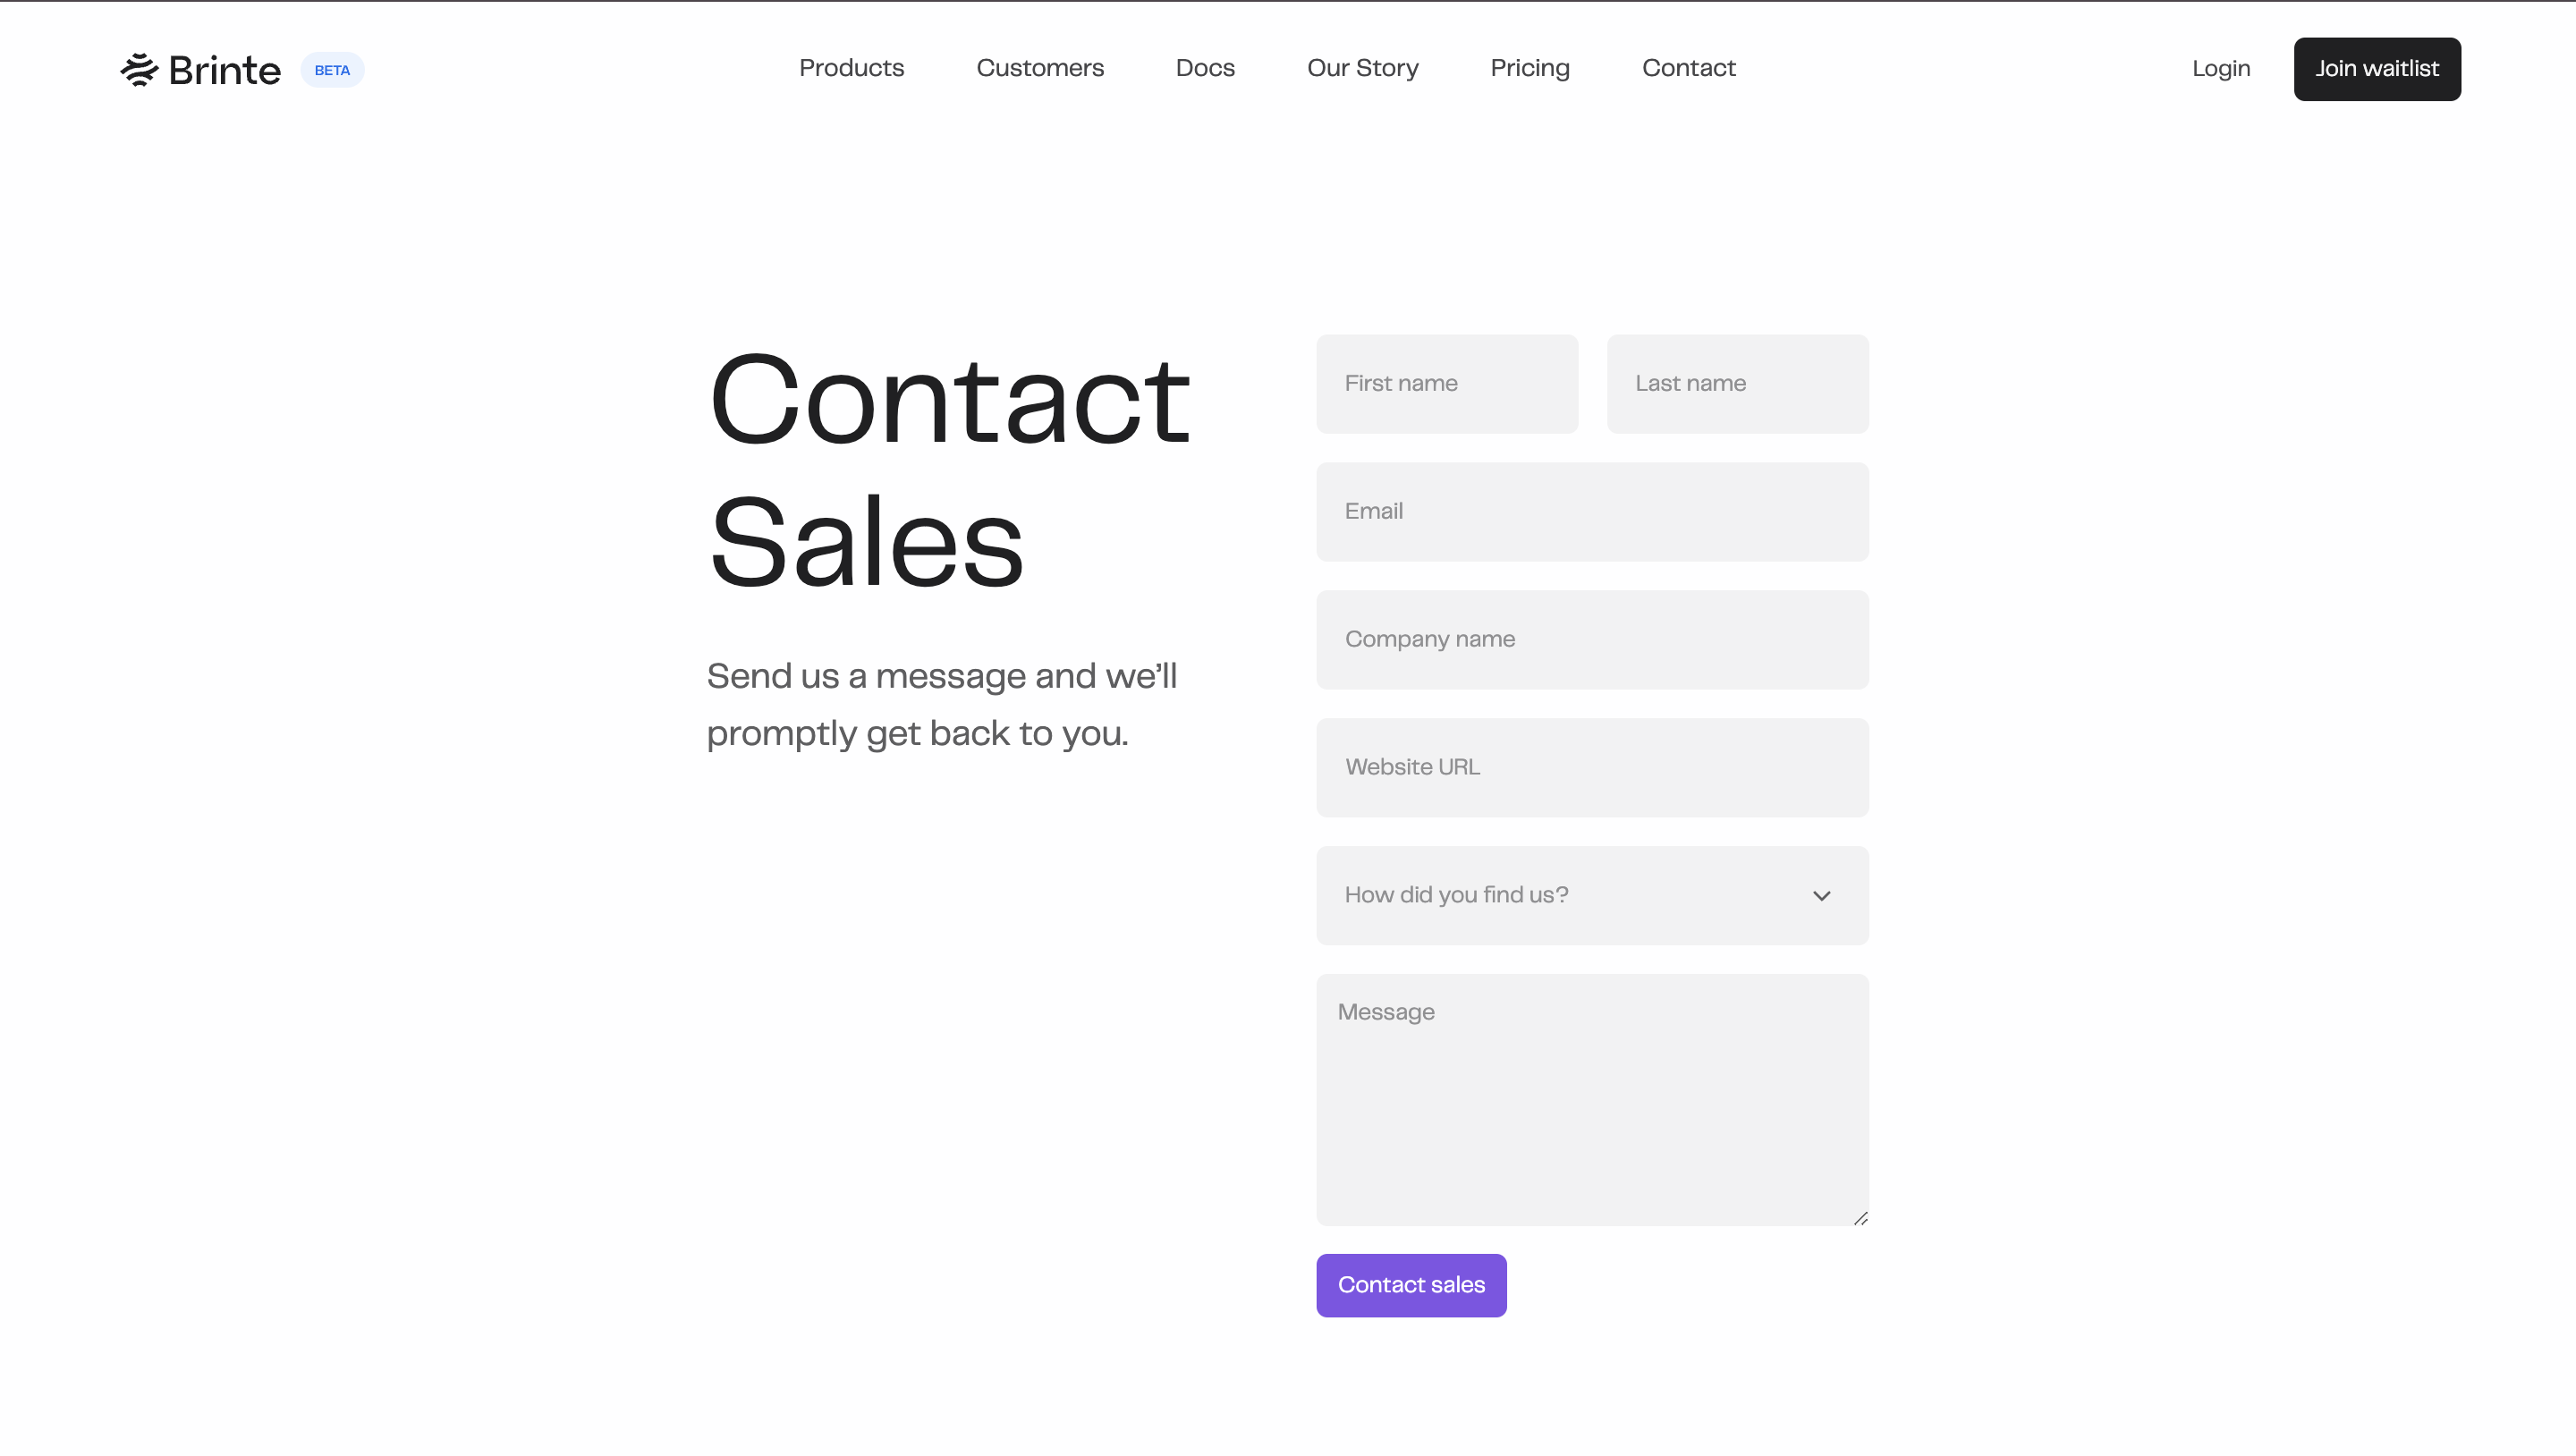 Brinte
BETA
Products
Customers
Docs
Our Story
Pricing
Contact
Login
Join waitlist
Contact
Sales
Send us a message and we’ll
promptly get back to you.
First name
Last name
Email
Company name
Website URL
How did you find us?
Message
Contact sales